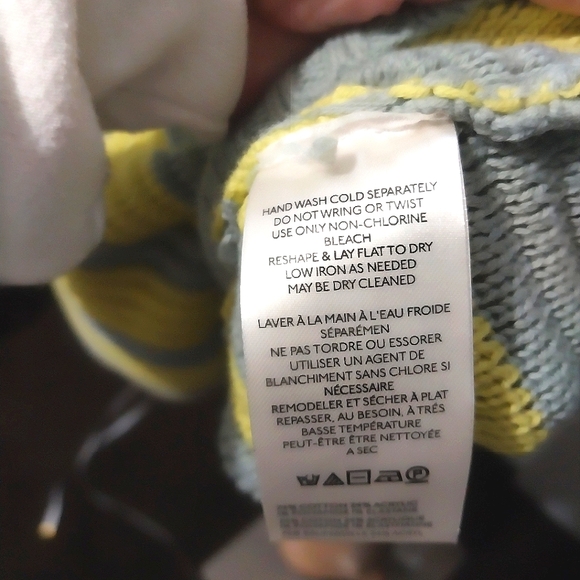 HAND WASH COLD SEPARATELY
DO NOT WRING OR TWIST
USE ONLY NON-CHLORINE
BLEACH
RESHAPE & LAY FLAT TO DRY
LOW IRON AS NEEDED
MAY BE DRY CLEANED
LAVER À LA MAIN À L'EAU FROIDE
SÉPARÉMEN
NE PAS TORDRE OU ESSORER
UTILISER UN AGENT DE
BLANCHIMENT SANS CHLORE SI
NÉCESSAIRE
REMODELER ET SÉCHER À PLAT
REPASSER, AU BESOIN, À TRÉS
BASSE TEMPÉRATURE
PEUT-ÊTRE ÊTRE NETTOYÉE
A SEC